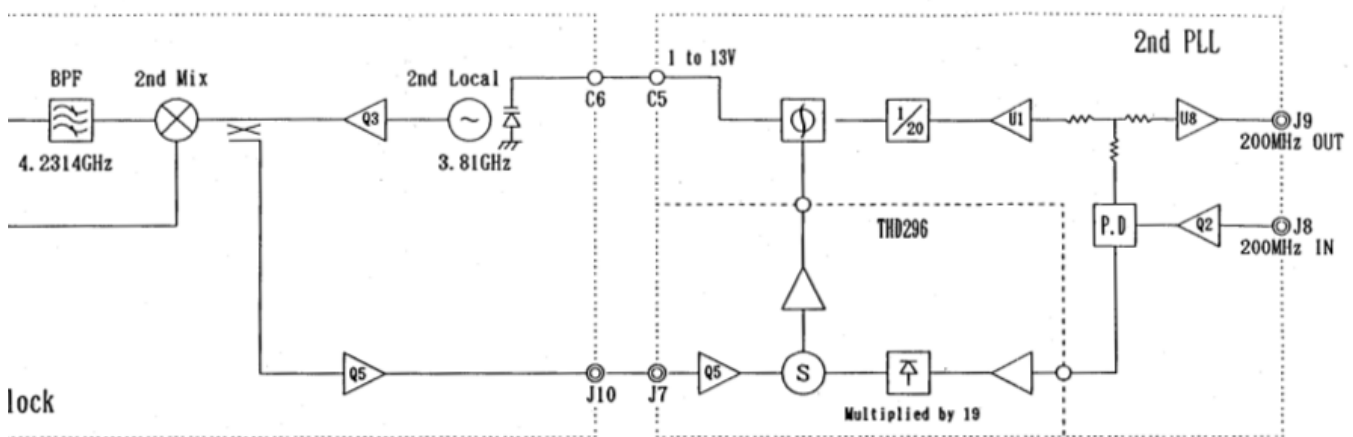 2nd PLL
1 to 13V
BPF
2nd Mix
2nd Local
C6
C5
Q3
~
ϕ
1/20
U1
U8
J9
4.2314GHz
3.81GHz
200MHz OUT
THD296
P.D
Q2
J8
200MHz IN
Q5
J10
J7
Q5
S
Multiplied by 19
lock